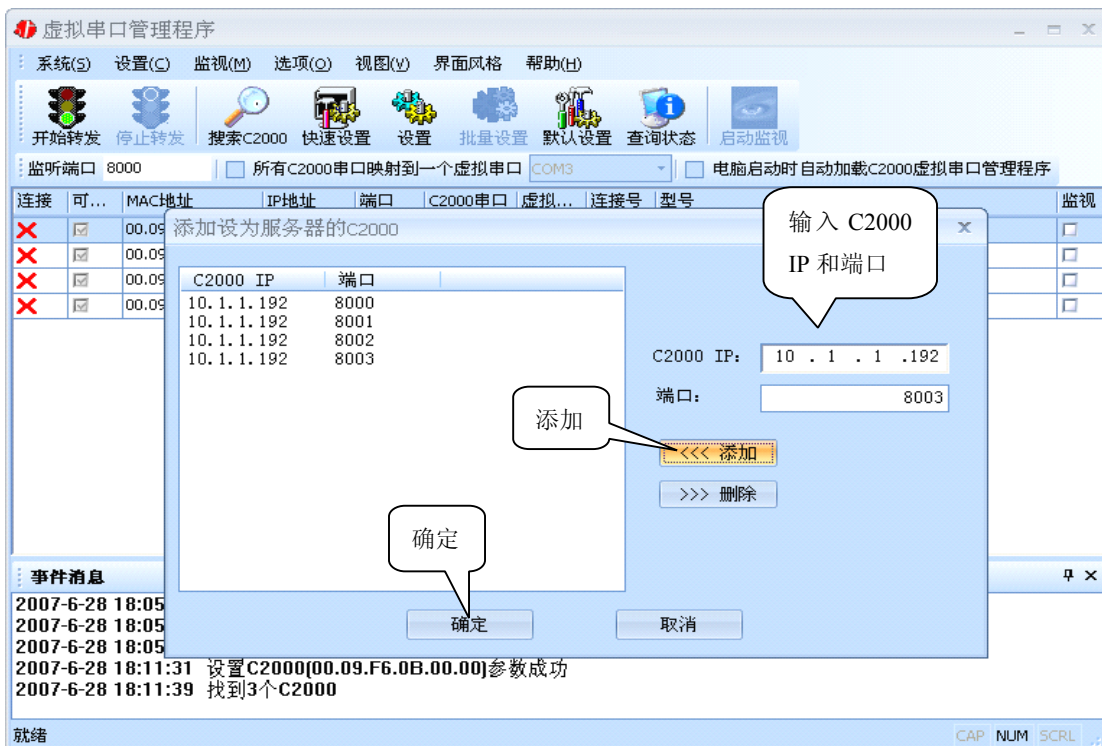 虚拟串口管理程序
系统(S) 设置(C) 监视(M) 选项(O) 视图(V) 界面风格 帮助(H)
开始转发 停止转发 搜索C2000 快速设置 设置 批量设置 默认设置 查询状态 启动监视
监听端口 8000 所有C2000串口映射到一个虚拟串口 COM3 电脑启动时自动加载C2000虚拟串口管理程序
连接 可... MAC地址 IP地址 端口 C2000串口 虚拟... 连接号 型号 监视
00.09
00.09
00.09
00.09
添加设为服务器的C2000
输入 C2000
IP 和端口
C2000 IP 端口
10.1.1.192 8000
10.1.1.192 8001
10.1.1.192 8002
10.1.1.192 8003
C2000 IP: 10 . 1 . 1 .192
端口: 8003
添加
<<< 添加
>>> 删除
确定
确定 取消
事件消息
2007-6-28 18:05
2007-6-28 18:05
2007-6-28 18:05
2007-6-28 18:11:31 设置C2000(00.09.F6.0B.00.00)参数成功
2007-6-28 18:11:39 找到3个C2000
就绪 CAP NUM SCRL